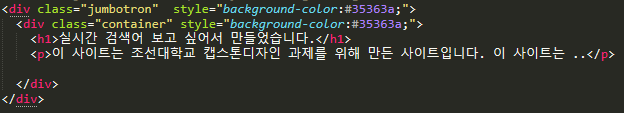 <div class="jumbotron"  style="background-color:#35363a;">
<div class="container" style="background-color:#35363a;">
<h1>실시간 검색어 보고 싶어서 만들었습니다.</h1>
<p>이 사이트는 조선대학교 캡스톤디자인 과제를 위해 만든 사이트입니다. 이 사이트는 ..</p>
</div>
</div>